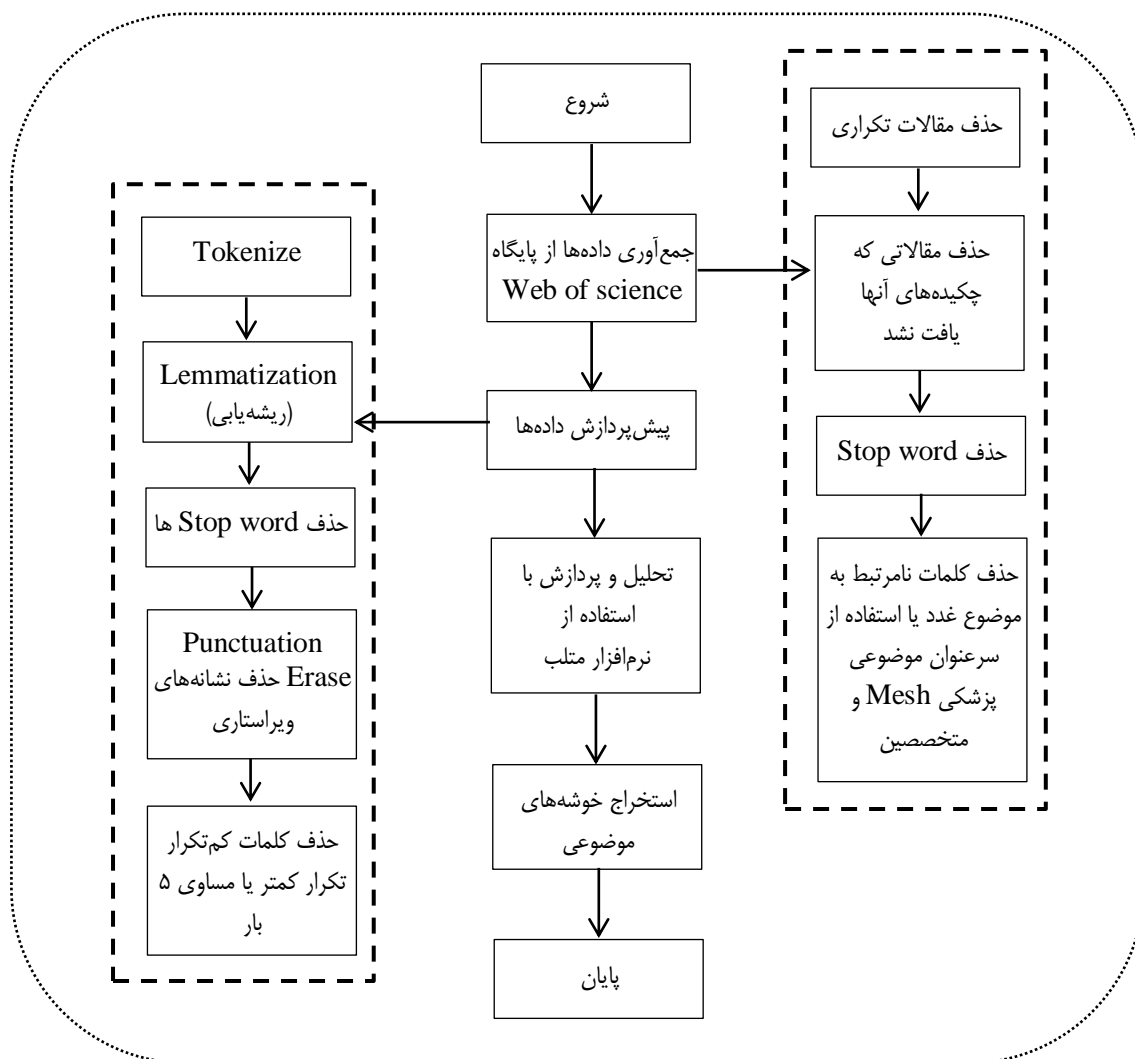 شروع
جمع‌آوری داده‌ها از پایگاه
Web of science
پیش‌پردازش داده‌ها
تحلیل و پردازش با
استفاده از
نرم‌افزار متلب
استخراج خوشه‌های
موضوعی
پایان
حذف مقالات تکراری
حذف مقالاتی که
چکیده‌های آنها
یافت نشد
حذف Stop word
حذف کلمات نامرتبط به
موضوع غدد یا استفاده از
سرعنوان موضوعی
پزشکی Mesh و
متخصصین
Tokenize
Lemmatization
(ریشه‌یابی)
حذف Stop word ها
Punctuation
Erase حذف نشانه‌های
ویراستاری
حذف کلمات کم‌تکرار
تکرار کمتر یا مساوی ۵
بار